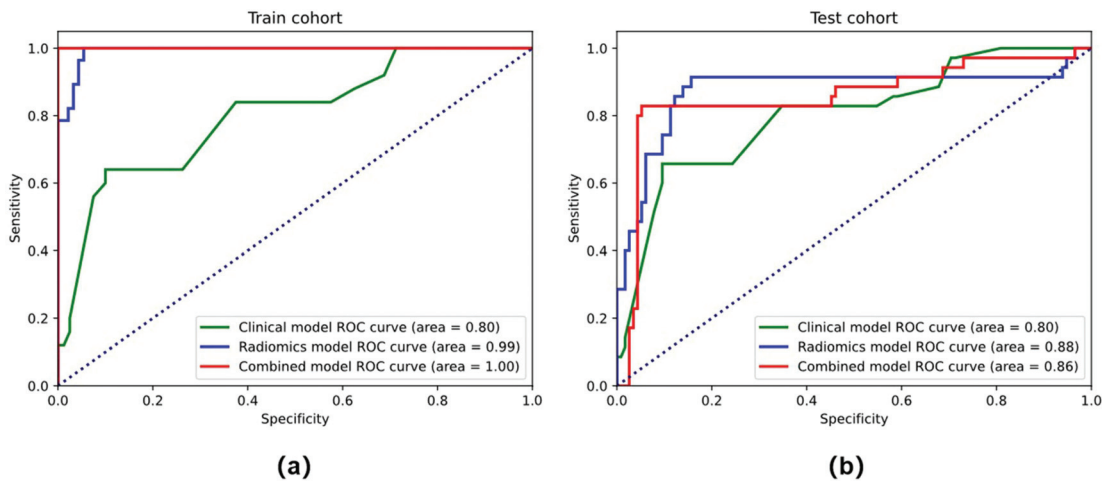 Train cohort
1.0
0.8
0.6
0.4
0.2
0.0
Sensitivity
Clinical model ROC curve (area = 0.80)
Radiomics model ROC curve (area = 0.99)
Combined model ROC curve (area = 1.00)
0.0 0.2 0.4 0.6 0.8 1.0
Specificity
(a)
Test cohort
1.0
0.8
0.6
0.4
0.2
0.0
Sensitivity
Clinical model ROC curve (area = 0.80)
Radiomics model ROC curve (area = 0.88)
Combined model ROC curve (area = 0.86)
0.0 0.2 0.4 0.6 0.8 1.0
Specificity
(b)